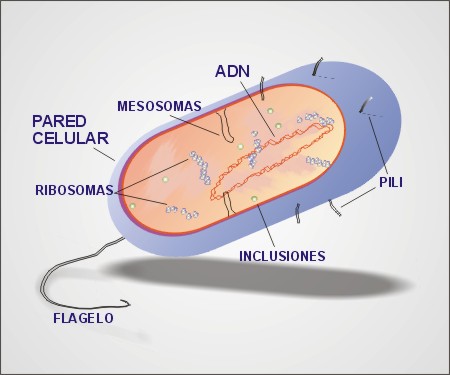 ADN
MESOSOMAS
PARED
CELULAR
RIBOSOMAS
PILI
INCLUSIONES
FLAGELO